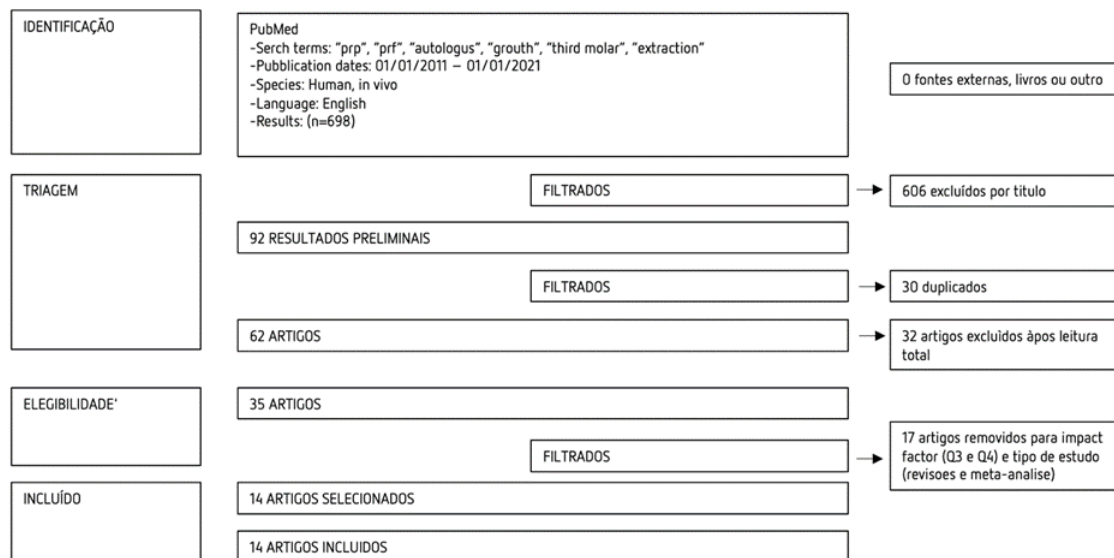 IDENTIFICAÇÃO
PubMed
-Serch terms: “prp”, “prf”, “autologus”, “grouth”, “third molar”, “extraction”
-Pubblication dates: 01/01/2011 – 01/01/2021
-Species: Human, in vivo
-Language: English
-Results: (n=698)
0 fontes externas, livros ou outro
TRIAGEM
FILTRADOS
606 excluídos por titulo
92 RESULTADOS PRELIMINAIS
FILTRADOS
30 duplicados
62 ARTIGOS
32 artigos excluìdos àpos leitura
total
ELEGIBILIDADE’
35 ARTIGOS
FILTRADOS
17 artigos removidos para impact
factor (Q3 e Q4) e tipo de estudo
(revisoes e meta-analise)
INCLUÍDO
14 ARTIGOS SELECIONADOS
14 ARTIGOS INCLUIDOS